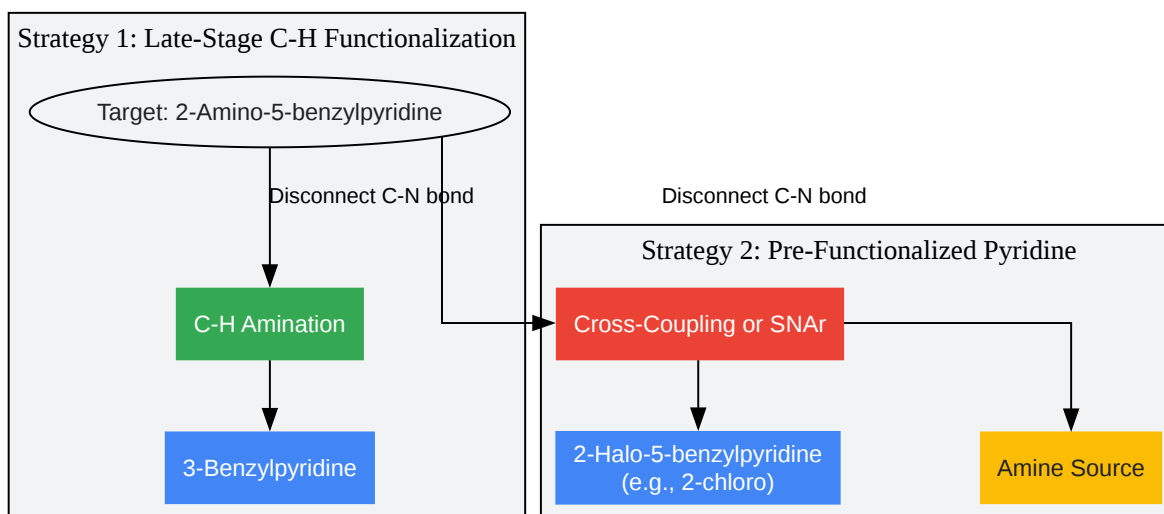 Strategy 1: Late-Stage C-H Functionalization
Target: 2-Amino-5-benzylpyridine
Disconnect C-N bond
Disconnect C-N bond
Strategy 2: Pre-Functionalized Pyridine
C-H Amination
Cross-Coupling or SNAr
3-Benzylpyridine
2-Halo-5-benzylpyridine
(e.g., 2-chloro)
Amine Source